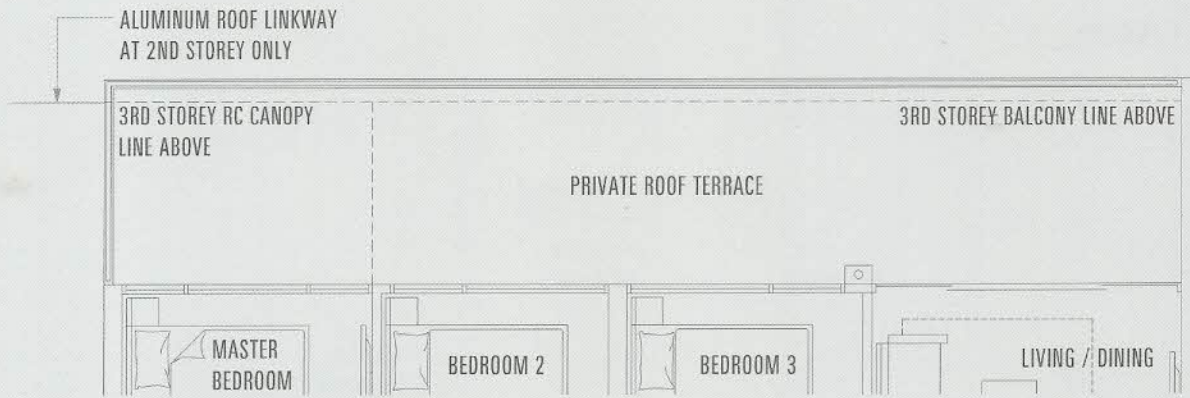 ALUMINUM ROOF LINKWAY
AT 2ND STOREY ONLY
3RD STOREY RC CANOPY
LINE ABOVE
3RD STOREY BALCONY LINE ABOVE
PRIVATE ROOF TERRACE
MASTER
BEDROOM
BEDROOM 2
BEDROOM 3
LIVING / DINING